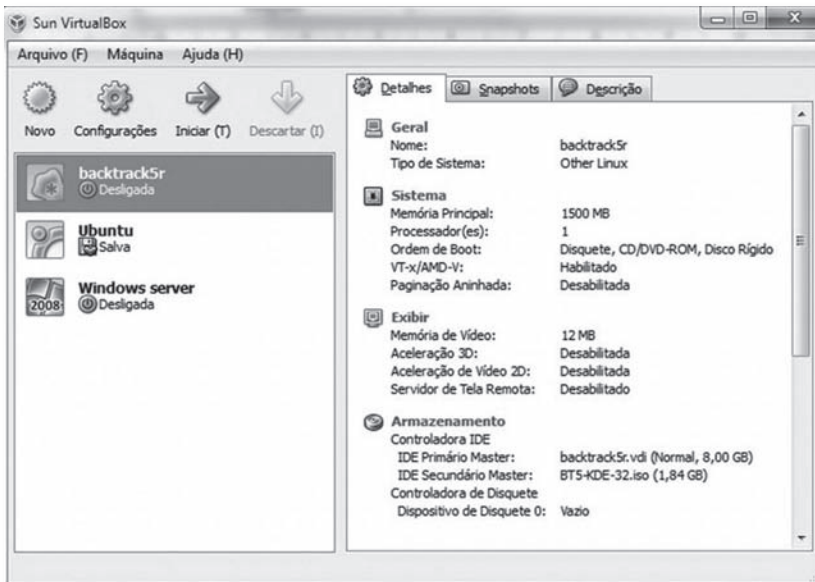 Sun VirtualBox
Arquivo (F) Máquina Ajuda (H)
Novo Configurações Iniciar (T) Descartar (I)
backtrack5r
Desligada
Ubuntu
Salva
2008
Windows server
Desligada
Detalhes Snapshots Descrição
Geral
Nome: backtrack5r
Tipo de Sistema: Other Linux
Sistema
Memória Principal: 1500 MB
Processador(es): 1
Ordem de Boot: Disquete, CD/DVD-ROM, Disco Rígido
VT-x/AMD-V: Habilitado
Paginação Aninhada: Desabilitada
Exibir
Memória de Vídeo: 12 MB
Aceleração 3D: Desabilitada
Aceleração de Vídeo 2D: Desabilitada
Servidor de Tela Remota: Desabilitado
Armazenamento
Controladora IDE
IDE Primário Master: backtrack5r.vdi (Normal, 8,00 GB)
IDE Secundário Master: BT5-KDE-32.iso (1,84 GB)
Controladora de Disquete
Dispositivo de Disquete 0: Vazio